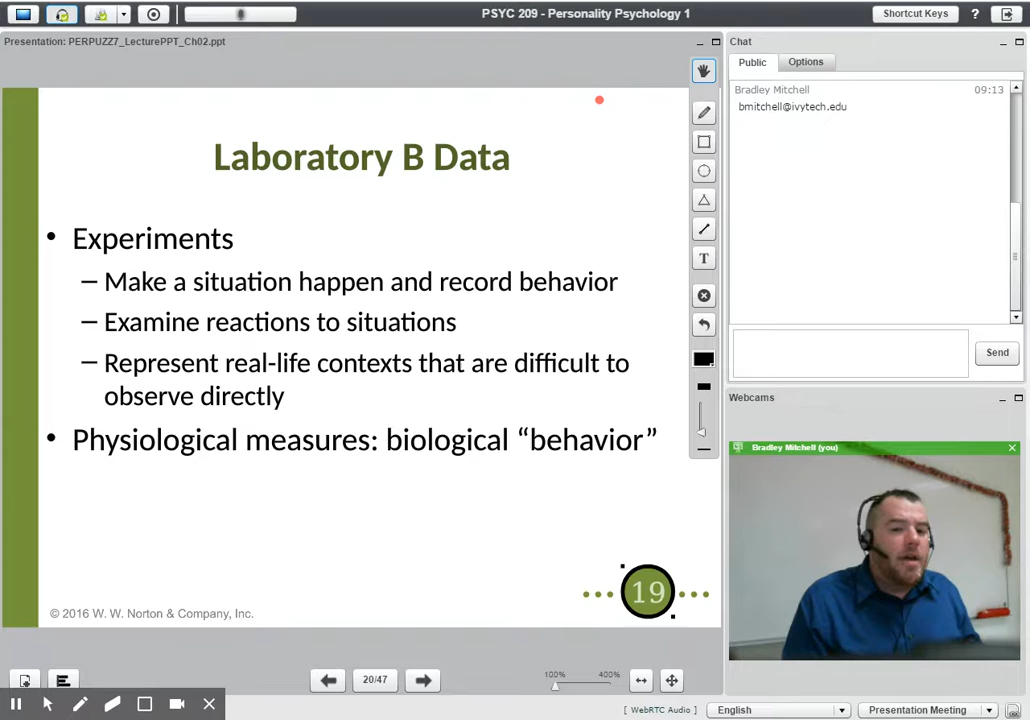 PSYC 209 - Personality Psychology 1
Shortcut Keys
?
Presentation: PERPUZZ7_LecturePPT_Ch02.ppt
Laboratory B Data
• Experiments
– Make a situation happen and record behavior
– Examine reactions to situations
– Represent real-life contexts that are difficult to
observe directly
• Physiological measures: biological “behavior”
19
© 2016 W. W. Norton & Company, Inc.
T
Chat
Public
Options
Bradley Mitchell 09:13
bmitchell@ivytech.edu
Send
Webcams
Bradley Mitchell (you)
20/47
100% 400%
[ WebRTC Audio ]
English
Presentation Meeting